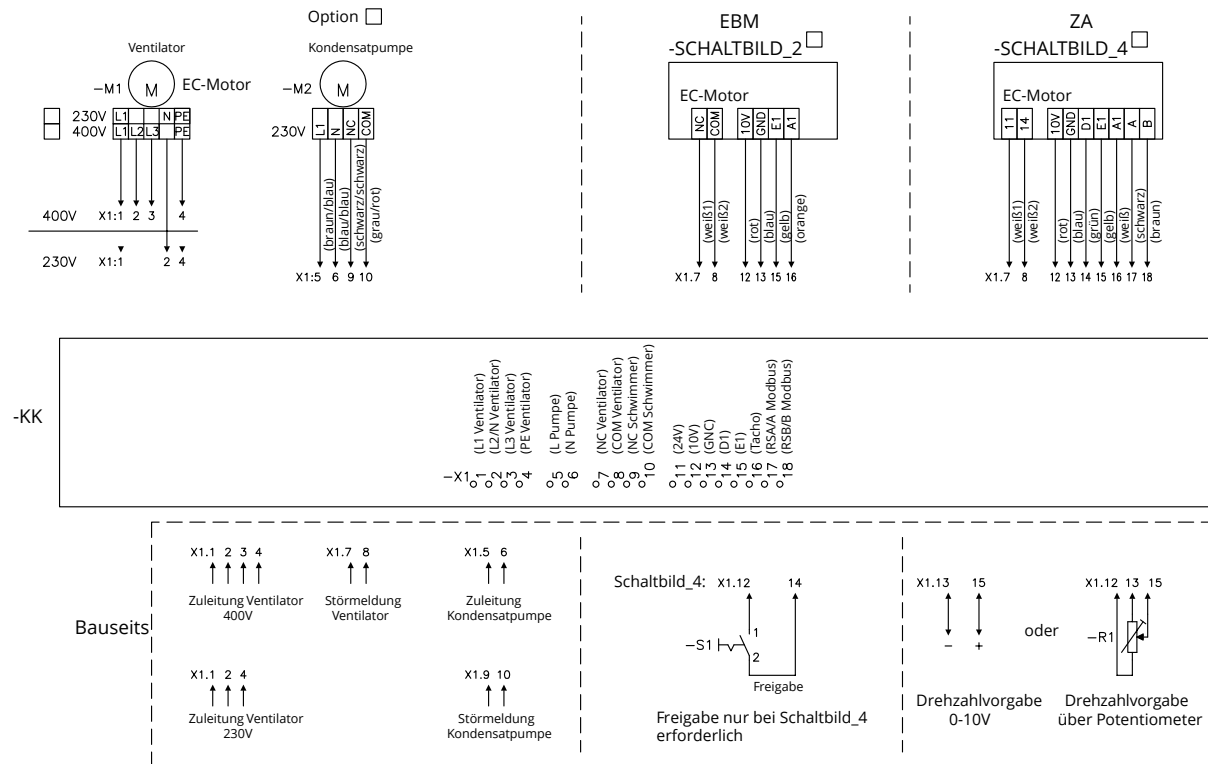 Option
Ventilator
Kondensatpumpe
-M1
M
EC-Motor
-M2
M
230V L1 N PE
400V L1 L2 L3 PE
230V L1 N NC COM
(braun/blau)
(blau/blau)
(schwarz/schwarz)
(grau/rot)
400V X1:1 2 3 4
230V X1:1 2 4
X1:5 6 9 10
EBM
-SCHALTBILD_2
EC-Motor
NC COM 10V GND E1 A1
(weiß1)
(weiß2)
(rot)
(blau)
(gelb)
(orange)
X1.7 8 12 13 15 16
ZA
-SCHALTBILD_4
EC-Motor
11 14 10V GND D1 E1 A1 A B
(weiß1)
(weiß2)
(rot)
(blau)
(grün)
(gelb)
(weiß)
(schwarz)
(braun)
X1.7 8 12 13 14 15 16 17 18
-KK
-X1
1 (L1 Ventilator)
2 (L2/N Ventilator)
3 (L3 Ventilator)
4 (PE Ventilator)
5 (L Pumpe)
6 (N Pumpe)
7 (NC Ventilator)
8 (COM Ventilator)
9 (NC Schwimmer)
10 (COM Schwimmer)
11 (24V)
12 (10V)
13 (GNC)
14 (D1)
15 (E1)
16 (Tacho)
17 (RSA/A Modbus)
18 (RSB/B Modbus)
Bauseits
X1.1 2 3 4
Zuleitung Ventilator
400V
X1.7 8
Störmeldung
Ventilator
X1.5 6
Zuleitung
Kondensatpumpe
X1.1 2 4
Zuleitung Ventilator
230V
X1.9 10
Störmeldung
Kondensatpumpe
Schaltbild_4: X1.12 14
-S1
1
2
Freigabe
Freigabe nur bei Schaltbild_4
erforderlich
X1.13 15
- +
oder
Drehzahlvorgabe
0-10V
X1.12 13 15
-R1
Drehzahlvorgabe
über Potentiometer